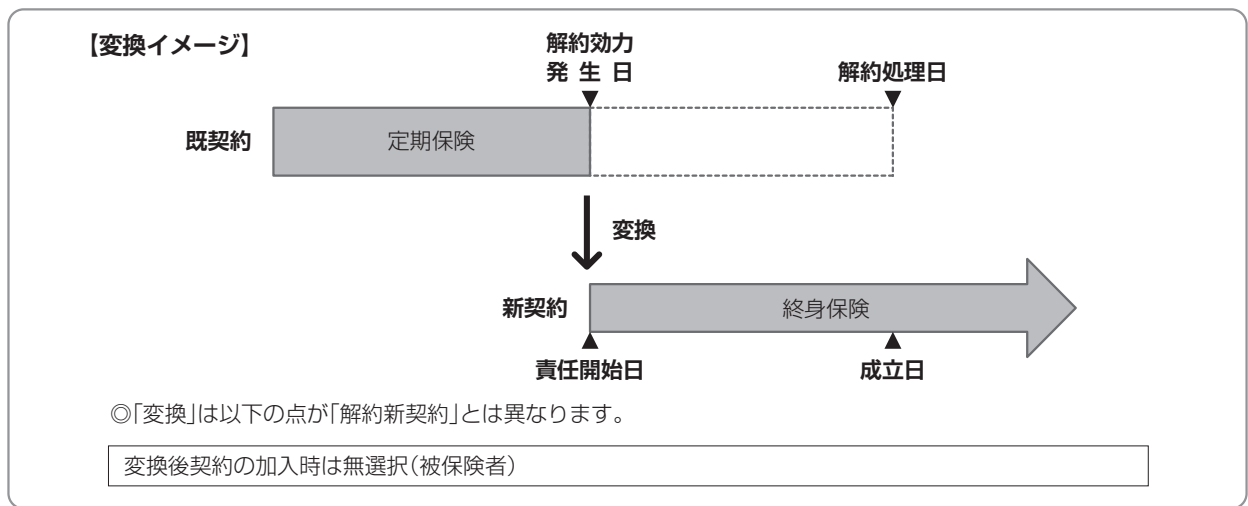 【変換イメージ】
解約効力
発 生 日
解約処理日
既契約
定期保険
変換
新契約
終身保険
責任開始日
成立日
◎「変換」は以下の点が「解約新契約」とは異なります。
変換後契約の加入時は無選択（被保険者）